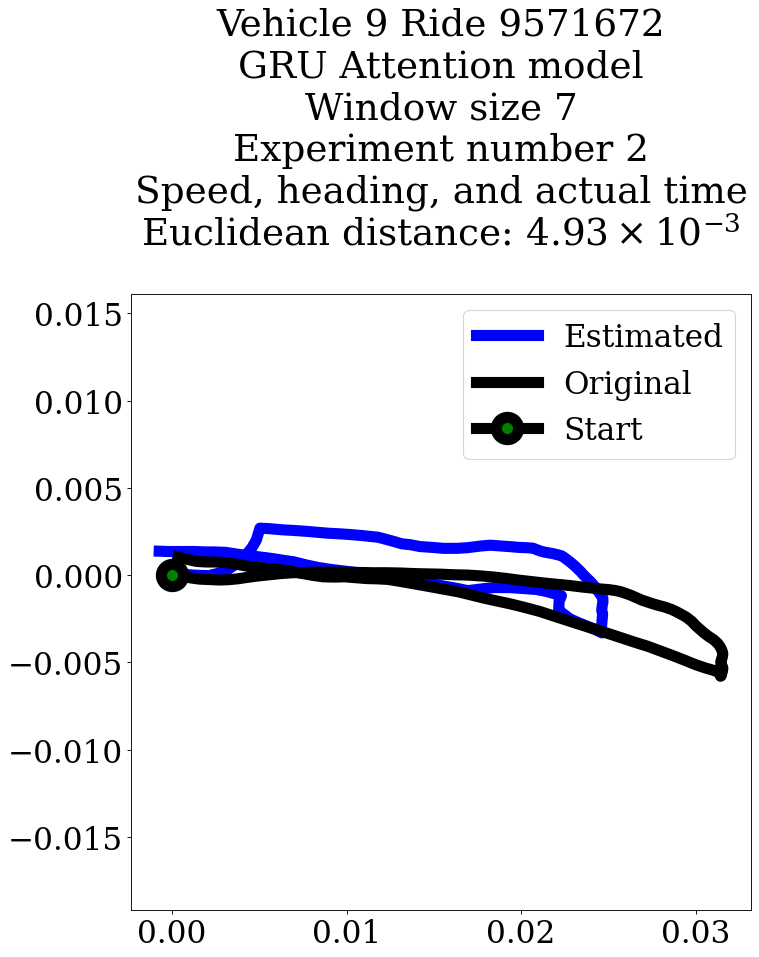 Vehicle 9 Ride 9571672
GRU Attention model
Window size 7
Experiment number 2
Speed, heading, and actual time
Euclidean distance: 4.93 × 10⁻³
Estimated
Original
Start
0.015
0.010
0.005
0.000
−0.005
−0.010
−0.015
0.00 0.01 0.02 0.03